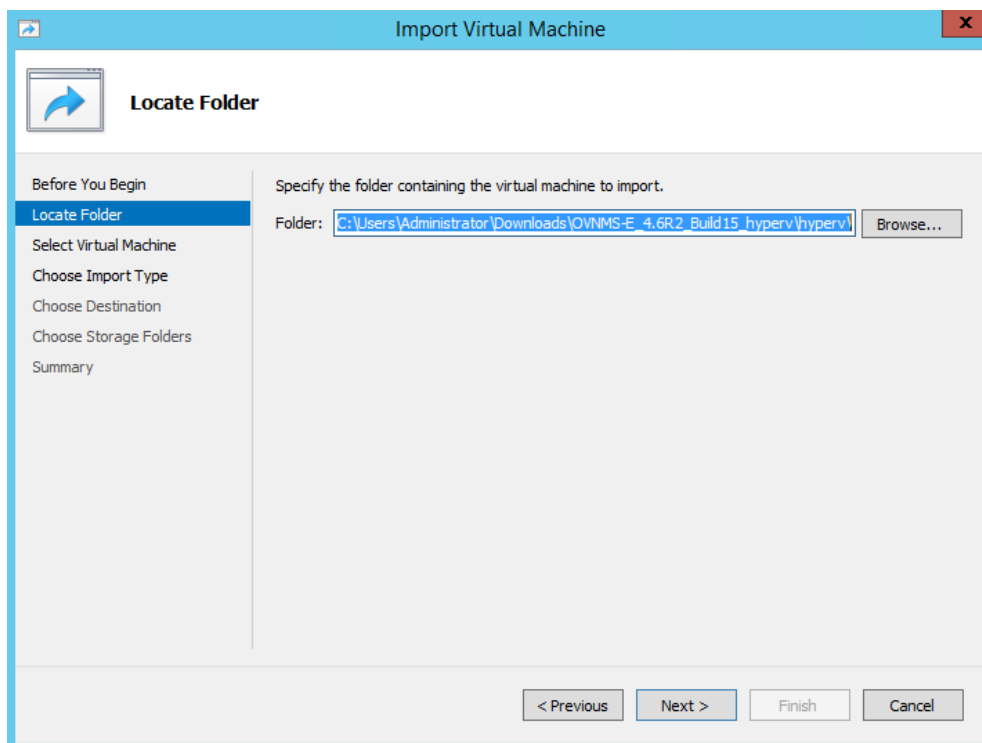 Import Virtual Machine
x
Locate Folder
Before You Begin
Locate Folder
Select Virtual Machine
Choose Import Type
Choose Destination
Choose Storage Folders
Summary
Specify the folder containing the virtual machine to import.
Folder: C:\Users\Administrator\Downloads\OVNMS-E_4.6R2_Build15_hyperv\hyperv\ Browse...
< Previous Next > Finish Cancel